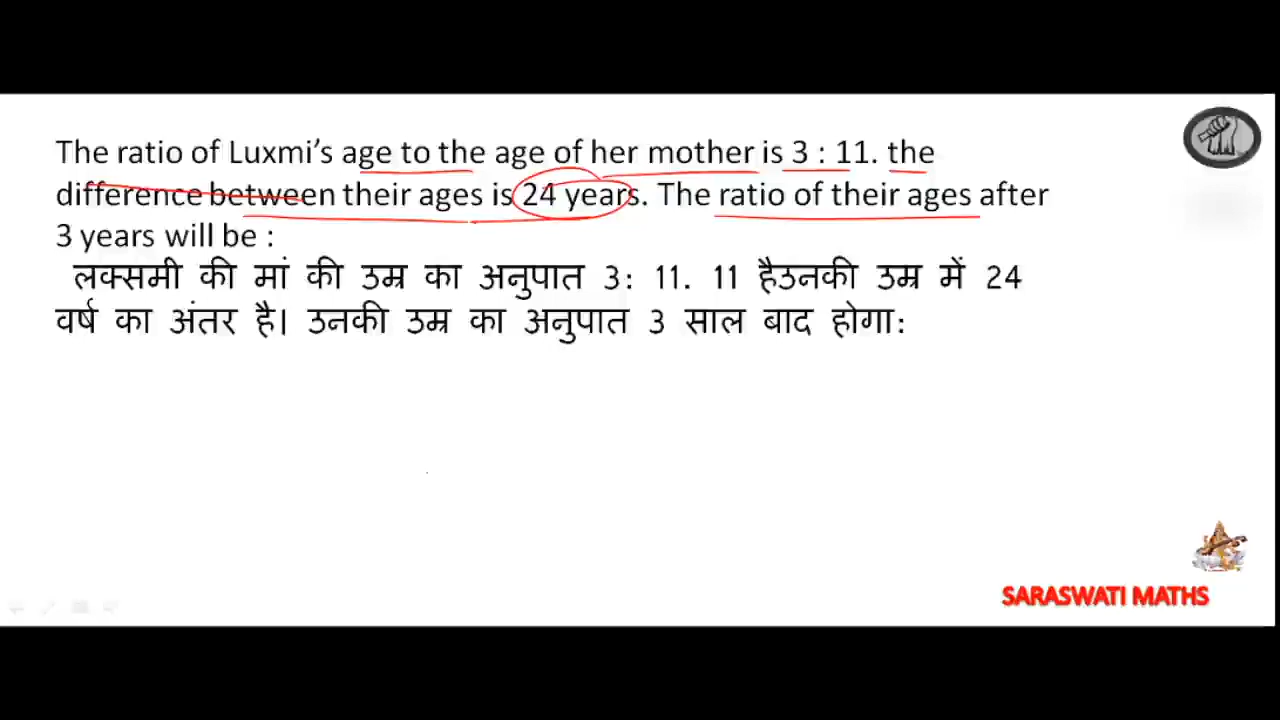 The ratio of Luxmi's age to the age of her mother is 3 : 11. the
difference between their ages is 24 years. The ratio of their ages after
3 years will be :
लक्समी की मां की उम्र का अनुपात 3: 11. 11 हैउनकी उम्र में 24
वर्ष का अंतर है। उनकी उम्र का अनुपात 3 साल बाद होगा:
SARASWATI MATHS